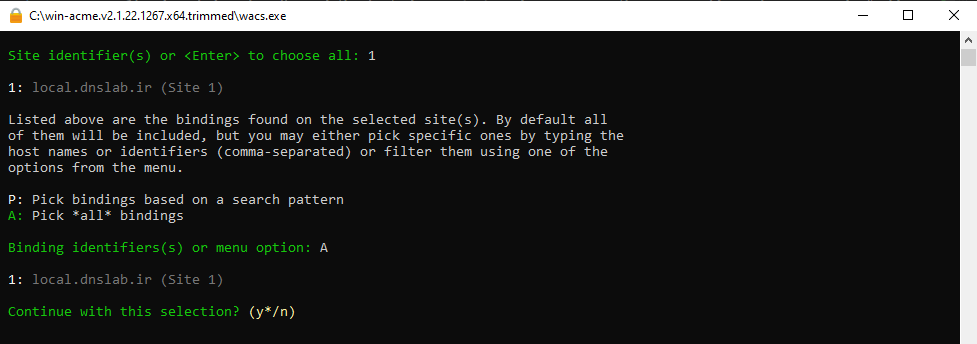 C:\win-acme.v2.1.22.1267.x64.trimmed\wacs.exe
Site identifier(s) or <Enter> to choose all: 1
1: local.dnslab.ir (Site 1)
Listed above are the bindings found on the selected site(s). By default all
of them will be included, but you may either pick specific ones by typing the
host names or identifiers (comma-separated) or filter them using one of the
options from the menu.
P: Pick bindings based on a search pattern
A: Pick *all* bindings
Binding identifiers(s) or menu option: A
1: local.dnslab.ir (Site 1)
Continue with this selection? (y*/n)